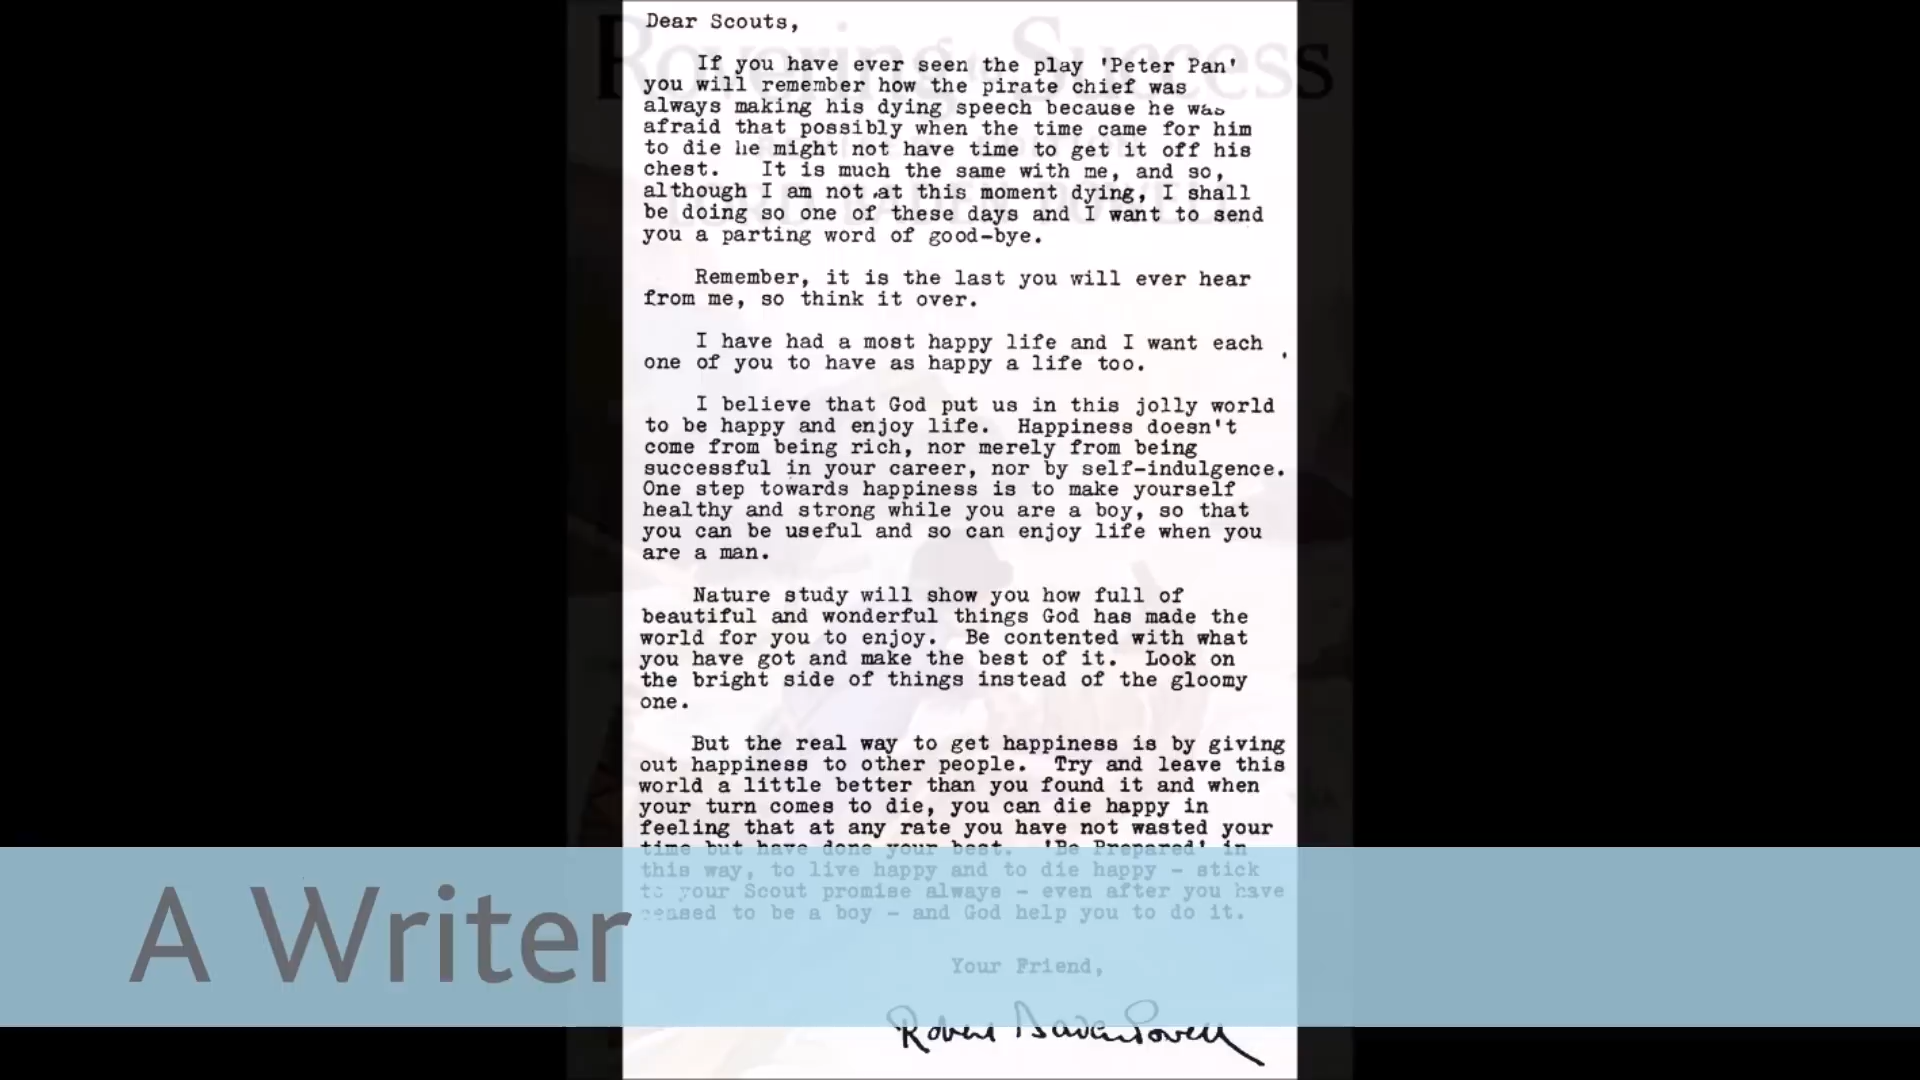 Rovering to Success
Dear Scouts,
If you have ever seen the play 'Peter Pan'
you will remember how the pirate chief was
always making his dying speech because he was
afraid that possibly when the time came for him
to die he might not have time to get it off his
chest. It is much the same with me, and so,
although I am not at this moment dying, I shall
be doing so one of these days and I want to send
you a parting word of good-bye.
Remember, it is the last you will ever hear
from me, so think it over.
I have had a most happy life and I want each
one of you to have as happy a life too.
I believe that God put us in this jolly world
to be happy and enjoy life. Happiness doesn't
come from being rich, nor merely from being
successful in your career, nor by self-indulgence.
One step towards happiness is to make yourself
healthy and strong while you are a boy, so that
you can be useful and so can enjoy life when you
are a man.
Nature study will show you how full of
beautiful and wonderful things God has made the
world for you to enjoy. Be contented with what
you have got and make the best of it. Look on
the bright side of things instead of the gloomy
one.
But the real way to get happiness is by giving
out happiness to other people. Try and leave this
world a little better than you found it and when
your turn comes to die, you can die happy in
feeling that at any rate you have not wasted your
time but have done your best. 'Be Prepared' in
this way, to live happy and to die happy - stick
to your Scout promise always - even after you have
ceased to be a boy - and God help you to do it.
Your Friend,
Robert Baden Powell
A Writer